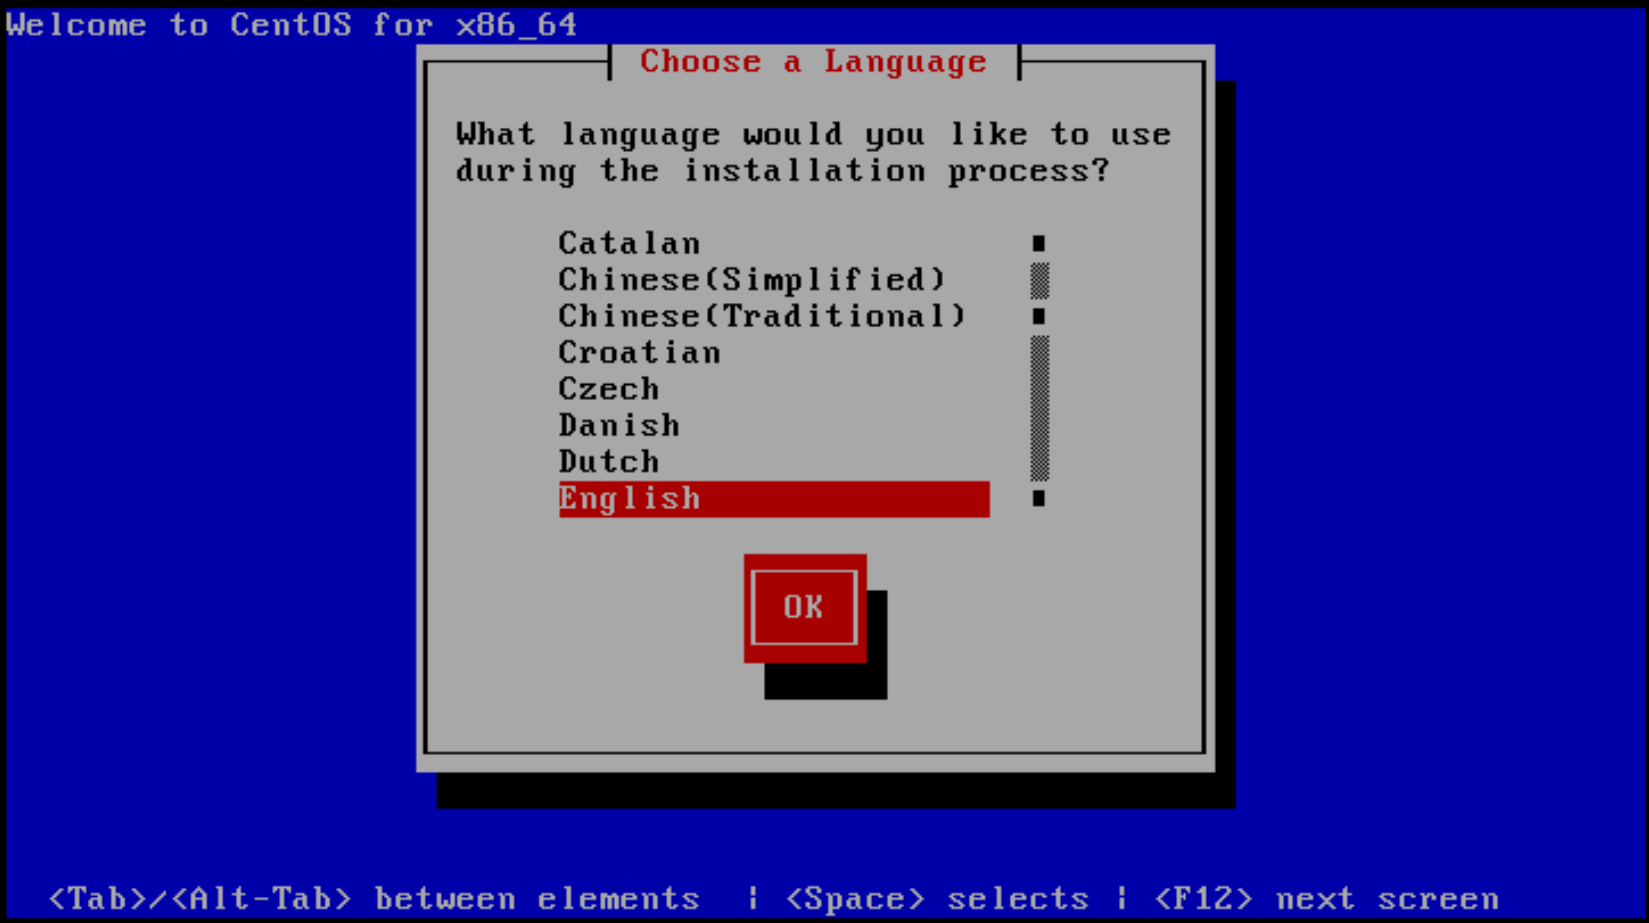 Welcome to CentOS for x86_64
Choose a Language
What language would you like to use
during the installation process?
Catalan
Chinese(Simplified)
Chinese(Traditional)
Croatian
Czech
Danish
Dutch
English
OK
<Tab>/<Alt-Tab> between elements  | <Space> selects | <F12> next screen